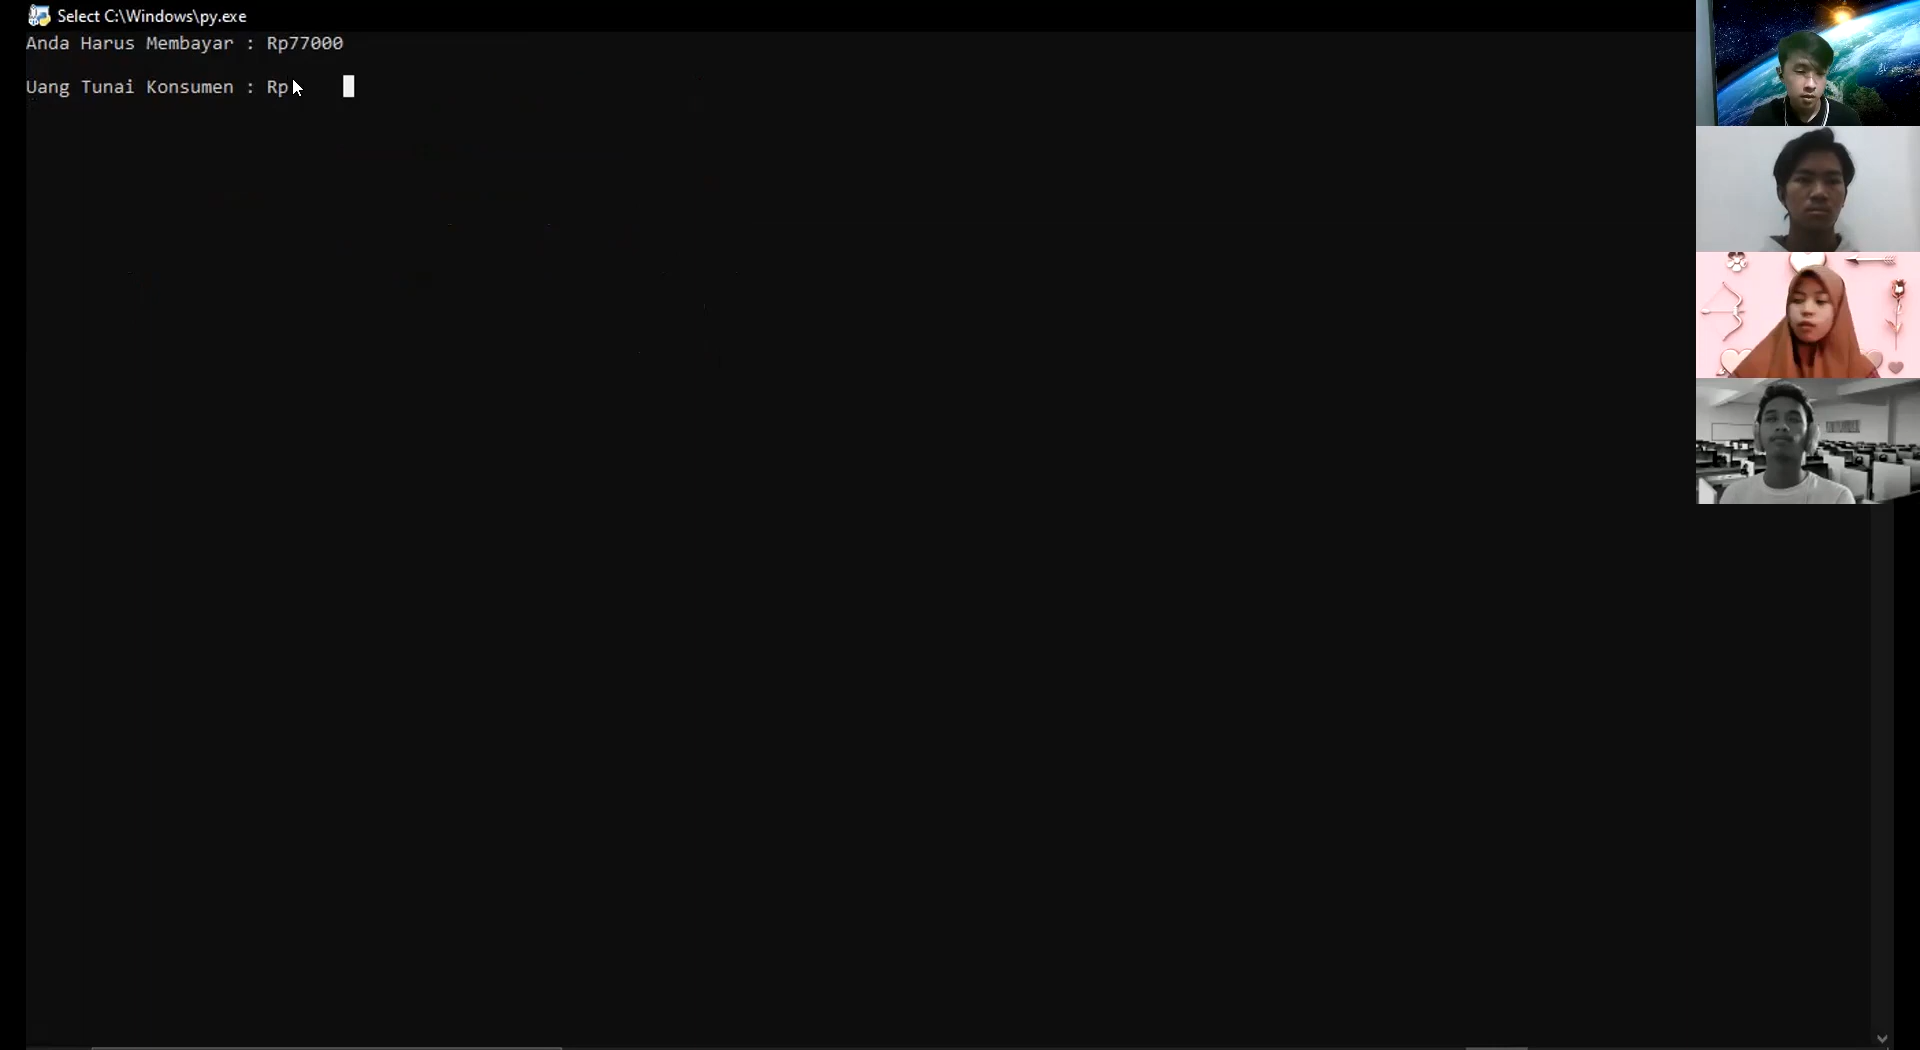 Select C:\Windows\py.exe
Anda Harus Membayar : Rp77000
Uang Tunai Konsumen : Rp